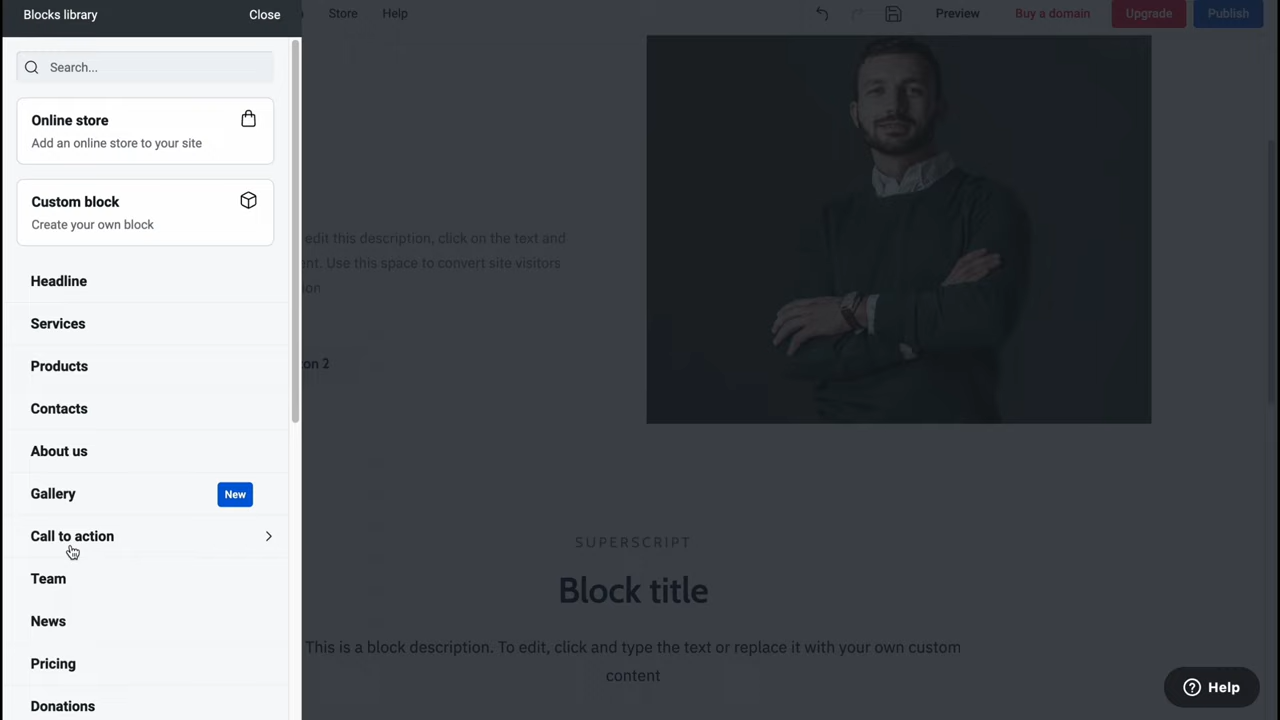 Blocks library
Close
Store
Help
Preview
Buy a domain
Upgrade
Publish
Search...
Online store
Add an online store to your site
Custom block
Create your own block
Headline
Services
Products
Contacts
About us
Gallery
New
Call to action
Team
News
Pricing
Donations
edit this description, click on the text and
Use this space to convert site visitors
2
SUPERSCRIPT
Block title
This is a block description. To edit, click and type the text or replace it with your own custom
content
Help